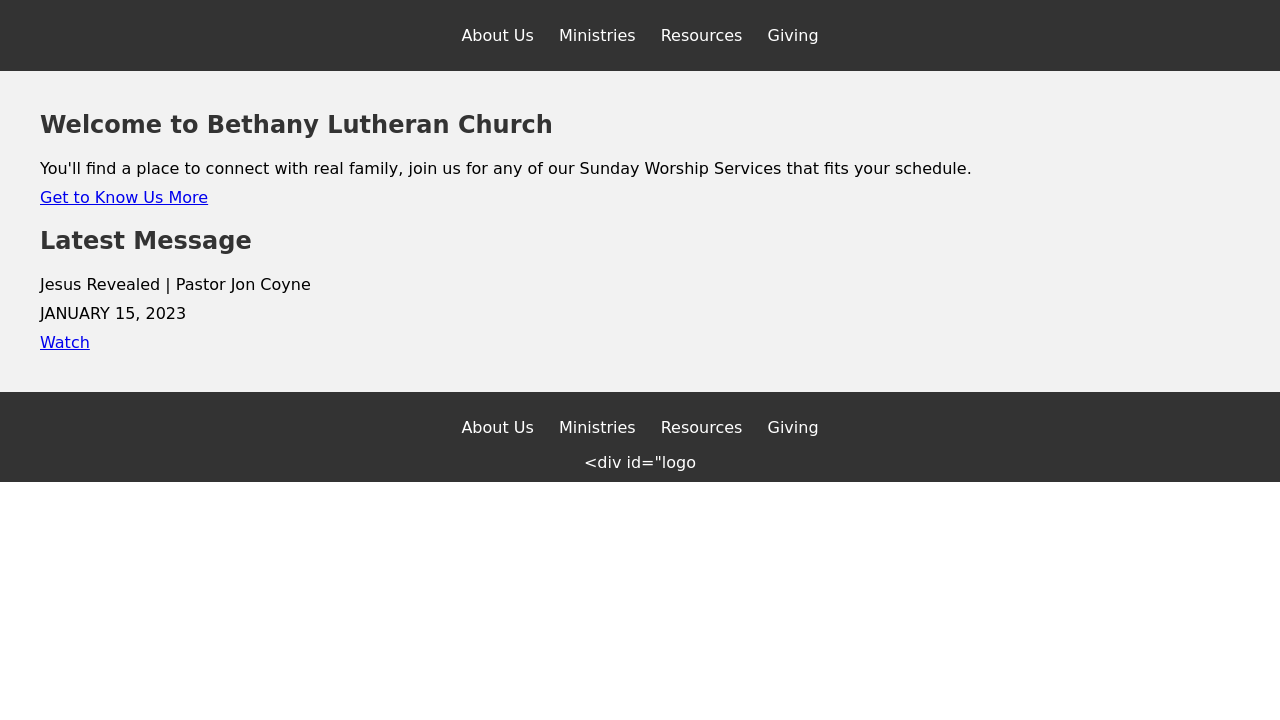 About Us Ministries Resources Giving
Welcome to Bethany Lutheran Church
You'll find a place to connect with real family, join us for any of our Sunday Worship Services that fits your schedule.
Get to Know Us More
Latest Message
Jesus Revealed | Pastor Jon Coyne
JANUARY 15, 2023
Watch
About Us Ministries Resources Giving
<div id="logo